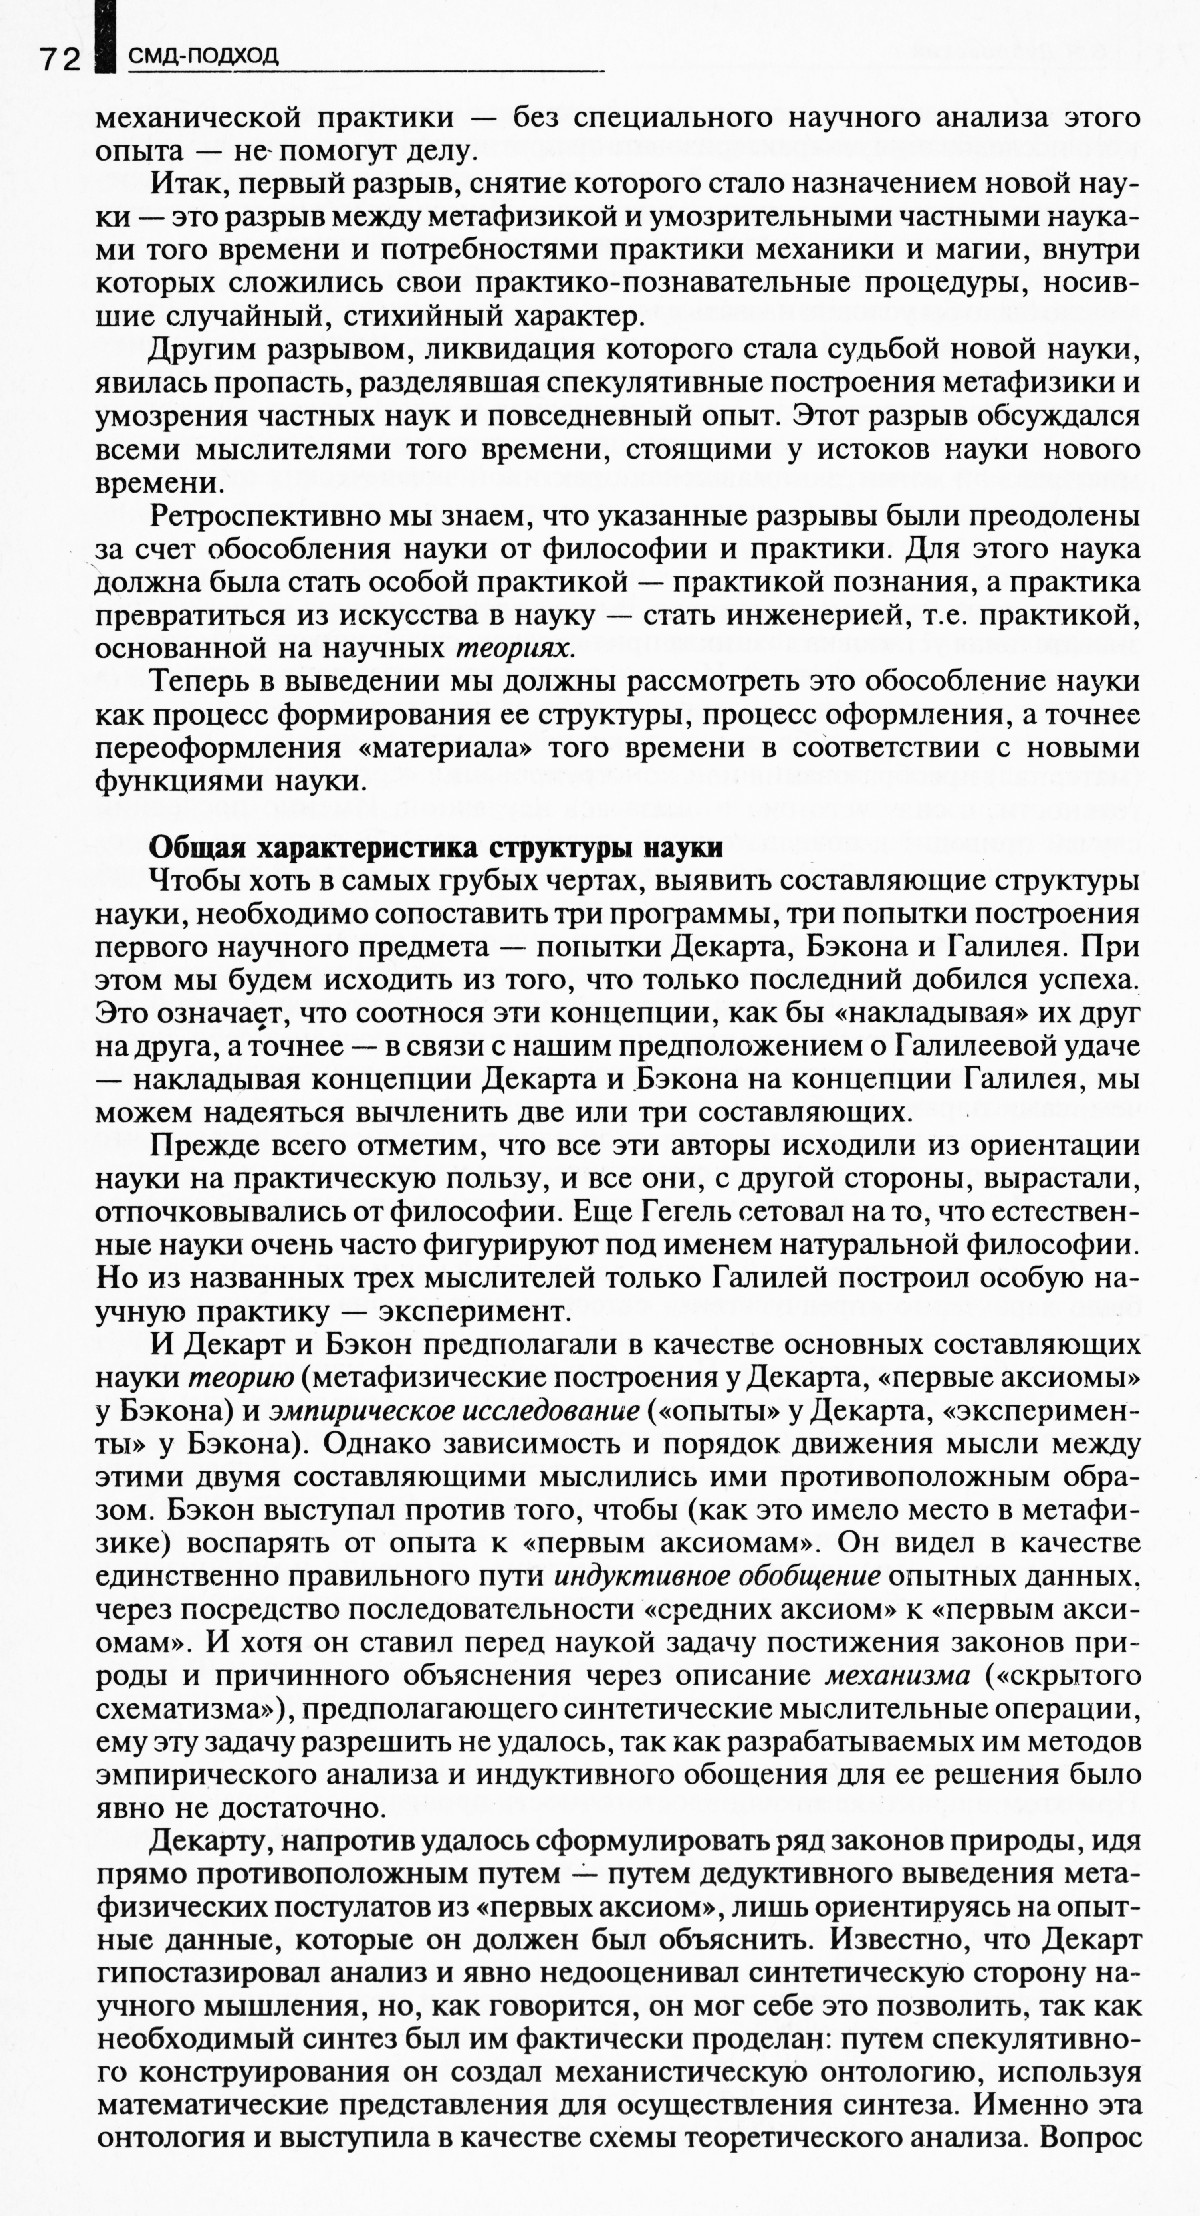 72 СМД-ПОДХОД
механической практики — без специального научного анализа этого
опыта — не помогут делу.
Итак, первый разрыв, снятие которого стало назначением новой нау-
ки — это разрыв между метафизикой и умозрительными частными наука-
ми того времени и потребностями практики механики и магии, внутри
которых сложились свои практико-познавательные процедуры, носив-
шие случайный, стихийный характер.
Другим разрывом, ликвидация которого стала судьбой новой науки,
явилась пропасть, разделявшая спекулятивные построения метафизики и
умозрения частных наук и повседневный опыт. Этот разрыв обсуждался
всеми мыслителями того времени, стоящими у истоков науки нового
времени.
Ретроспективно мы знаем, что указанные разрывы были преодолены
за счет обособления науки от философии и практики. Для этого наука
должна была стать особой практикой — практикой познания, а практика
превратиться из искусства в науку — стать инженерией, т.е. практикой,
основанной на научных теориях.
Теперь в выведении мы должны рассмотреть это обособление науки
как процесс формирования ее структуры, процесс оформления, а точнее
переоформления «материала» того времени в соответствии с новыми
функциями науки.
Общая характеристика структуры науки
Чтобы хоть в самых грубых чертах, выявить составляющие структуры
науки, необходимо сопоставить три программы, три попытки построения
первого научного предмета — попытки Декарта, Бэкона и Галилея. При
этом мы будем исходить из того, что только последний добился успеха.
Это означает, что соотнося эти концепции, как бы «накладывая» их друг
на друга, а точнее — в связи с нашим предположением о Галилеевой удаче
— накладывая концепции Декарта и Бэкона на концепции Галилея, мы
можем надеяться вычленить две или три составляющих.
Прежде всего отметим, что все эти авторы исходили из ориентации
науки на практическую пользу, и все они, с другой стороны, вырастали,
отпочковывались от философии. Еще Гегель сетовал на то, что естествен-
ные науки очень часто фигурируют под именем натуральной философии.
Но из названных трех мыслителей только Галилей построил особую на-
учную практику — эксперимент.
И Декарт и Бэкон предполагали в качестве основных составляющих
науки теорию (метафизические построения у Декарта, «первые аксиомы»
у Бэкона) и эмпирическое исследование («опыты» у Декарта, «эксперимен-
ты» у Бэкона). Однако зависимость и порядок движения мысли между
этими двумя составляющими мыслились ими противоположным обра-
зом. Бэкон выступал против того, чтобы (как это имело место в метафи-
зике) воспарять от опыта к «первым аксиомам». Он видел в качестве
единственно правильного пути индуктивное обобщение опытных данных,
через посредство последовательности «средних аксиом» к «первым акси-
омам». И хотя он ставил перед наукой задачу постижения законов при-
роды и причинного объяснения через описание механизма («скрытого
схематизма»), предполагающего синтетические мыслительные операции,
ему эту задачу разрешить не удалось, так как разрабатываемых им методов
эмпирического анализа и индуктивного обощения для ее решения было
явно не достаточно.
Декарту, напротив удалось сформулировать ряд законов природы, идя
прямо противоположным путем — путем дедуктивного выведения мета-
физических постулатов из «первых аксиом», лишь ориентируясь на опыт-
ные данные, которые он должен был объяснить. Известно, что Декарт
гипостазировал анализ и явно недооценивал синтетическую сторону на-
учного мышления, но, как говорится, он мог себе это позволить, так как
необходимый синтез был им фактически проделан: путем спекулятивно-
го конструирования он создал механистическую онтологию, используя
математические представления для осуществления синтеза. Именно эта
онтология и выступила в качестве схемы теоретического анализа. Вопрос